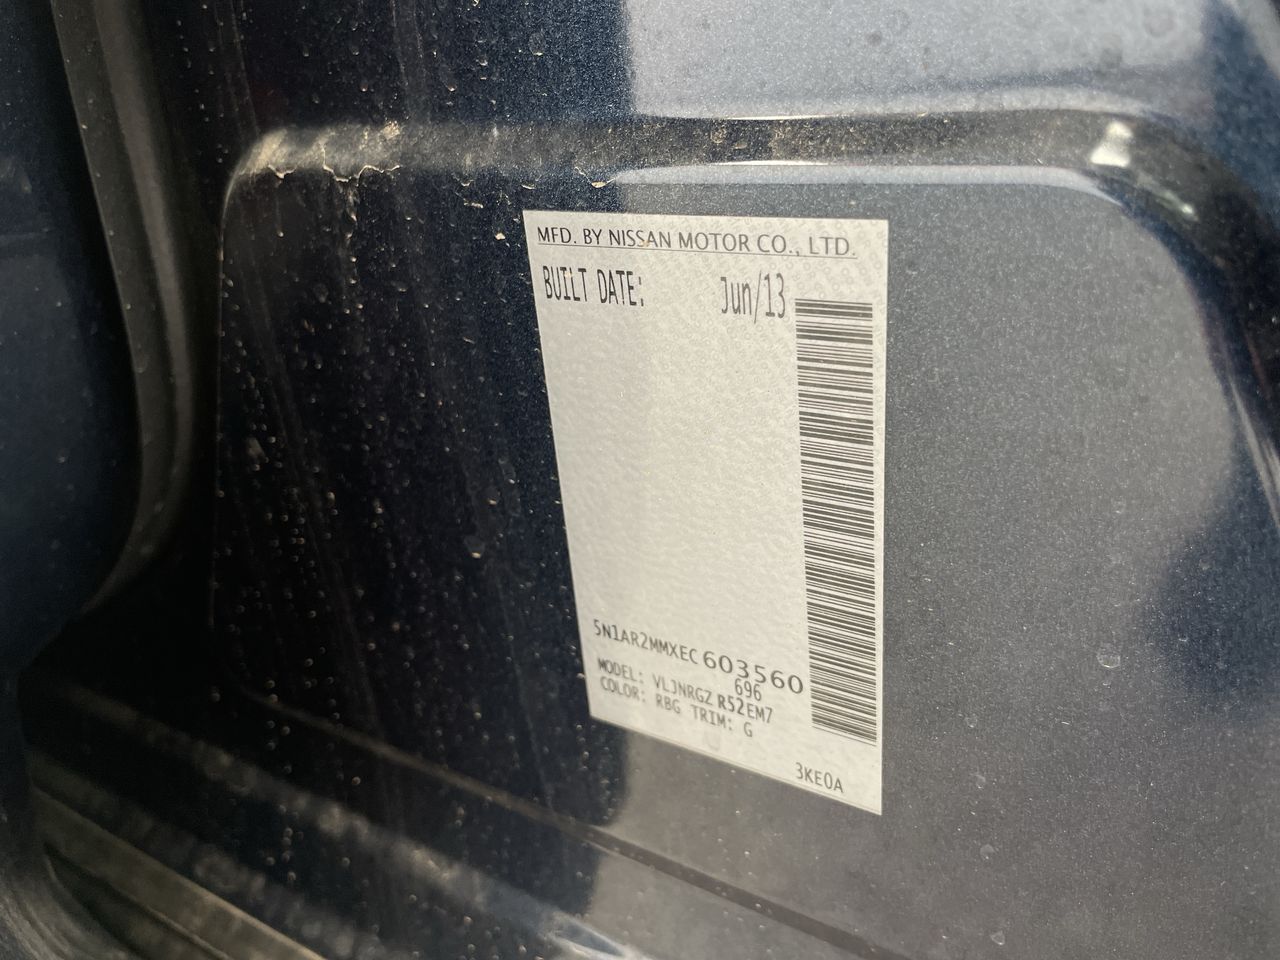 MFD. BY NISSAN MOTOR CO., LTD.
BUILT DATE: Jun/13
5N1AR2MMXEC603560
696
MODEL: VLJNRGZ R52EM7
COLOR: RBG TRIM: G
3KE0A